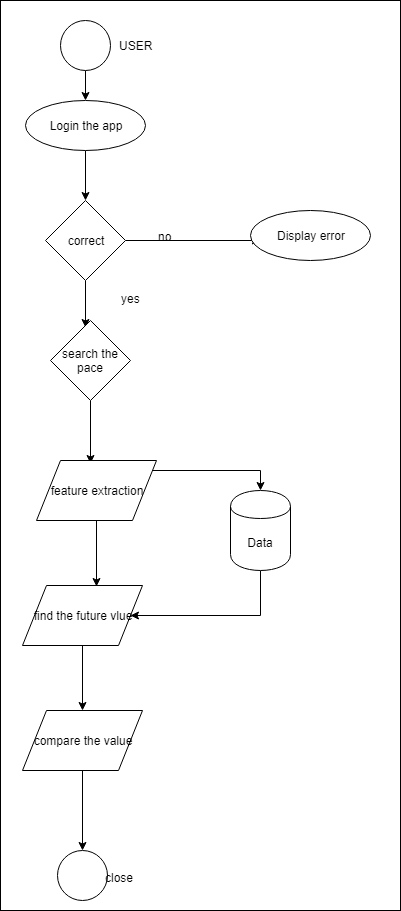 USER
Login the app
correct
no
Display error
yes
search the
pace
feature extraction
Data
find the future vlue
compare the value
close